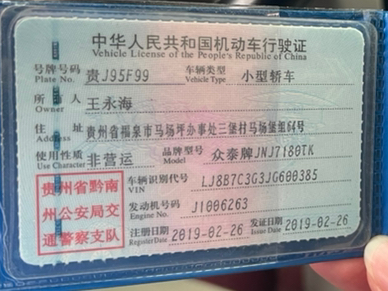 中华人民共和国机动车行驶证
Vehicle License of the People's Republic of China
号牌号码 贵J95F99 车辆类型 小型轿车
Plate No. Vehicle Type
所有人 王永海
Owner
住址 贵州省福泉市马场坪办事处三堡村马场堡组64号
Address
使用性质 非营运 品牌型号 众泰牌JNJ7180TK
Use Character Model
贵州省黔南
州公安局交
通警察支队
车辆识别代号 LJ8B7C3G3JG600385
VIN
发动机号码 J1006263
Engine No.
注册日期 2019-02-26 发证日期 2019-02-26
Register Date Issue Date